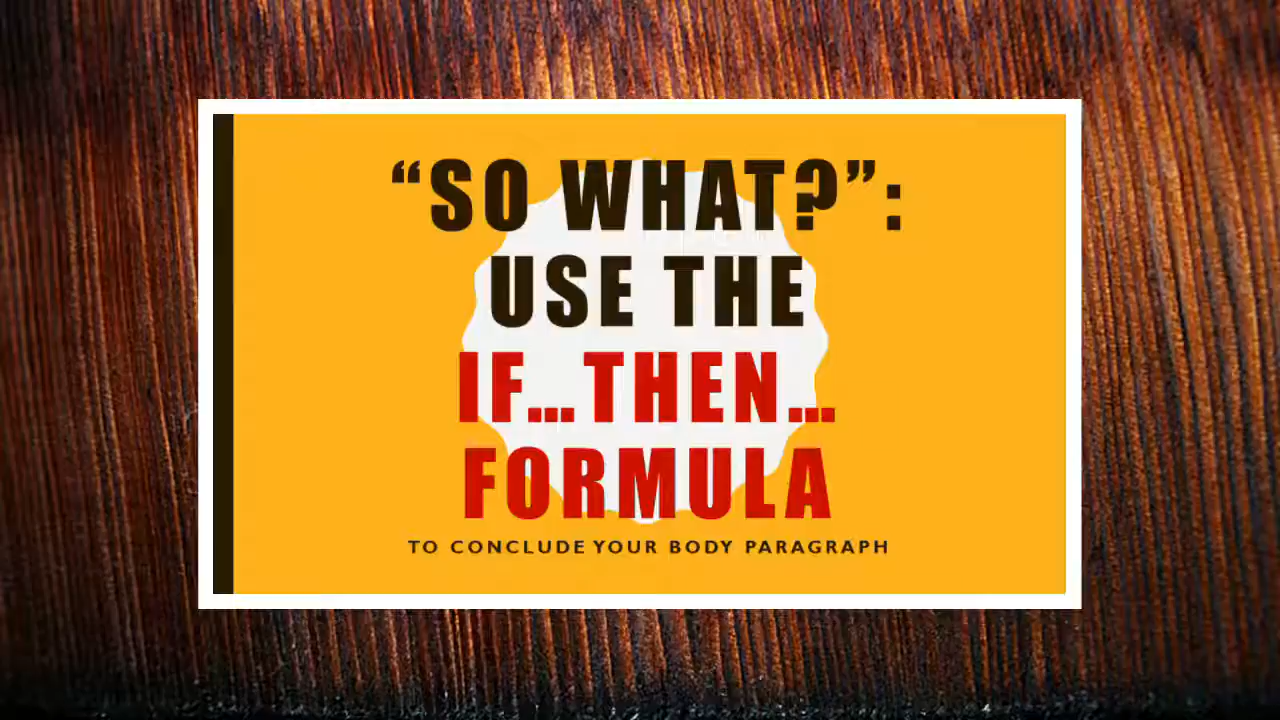 “SO WHAT?”:
USE THE
IF...THEN...
FORMULA
TO CONCLUDE YOUR BODY PARAGRAPH